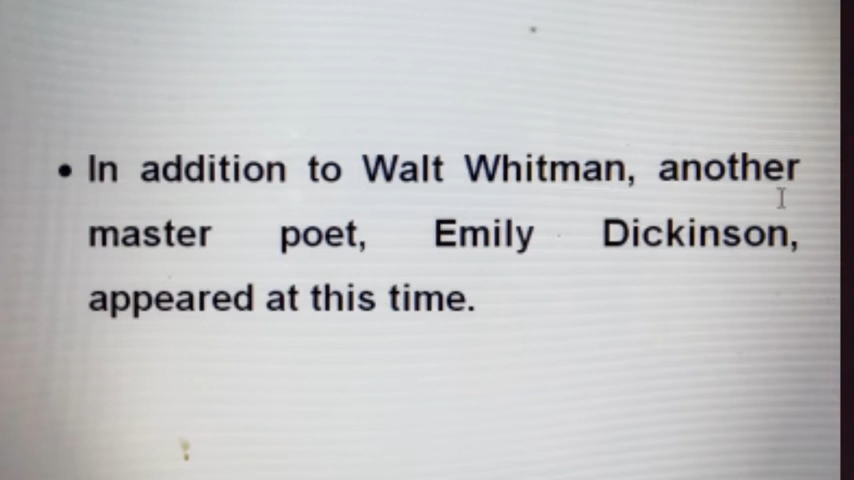 • In addition to Walt Whitman, another
master poet, Emily Dickinson,
appeared at this time.